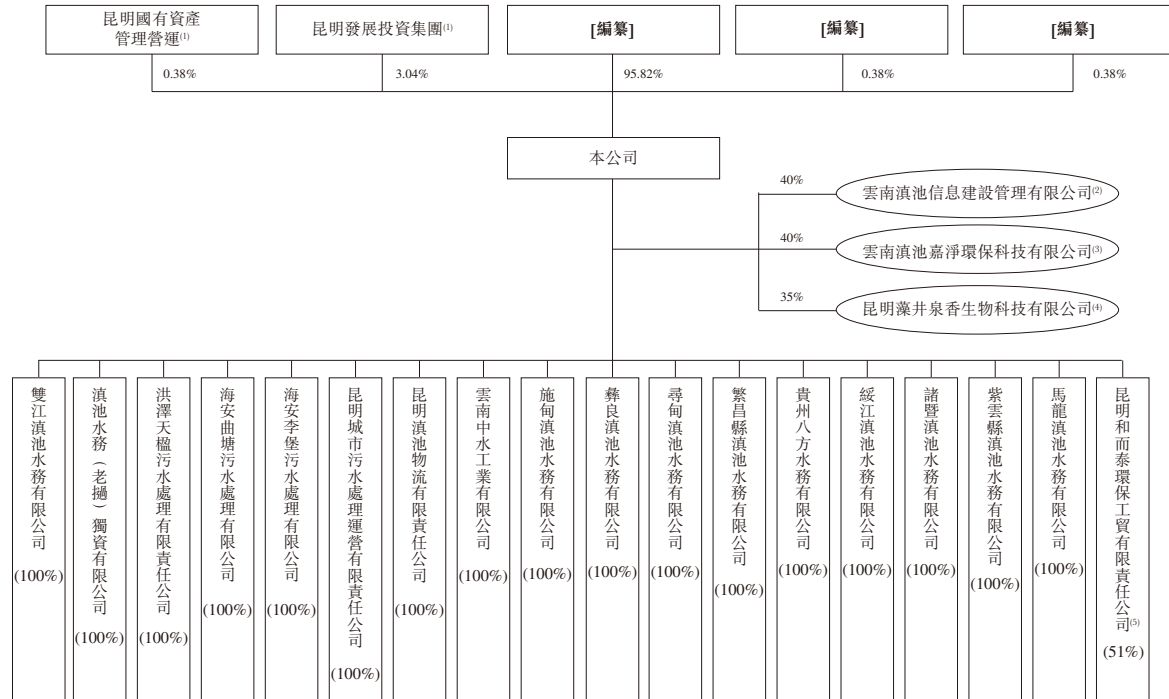 昆明國有資產
管理營運(1)
昆明發展投資集團(1)
[編纂]
[編纂]
[編纂]
0.38%
3.04%
95.82%
0.38%
0.38%
本公司
40%
雲南滇池信息建設管理有限公司(2)
40%
雲南滇池嘉淨環保科技有限公司(3)
35%
昆明藻井泉香生物科技有限公司(4)
雙江滇池水務有限公司
(100%)
滇池水務（老撾）獨資有限公司
(100%)
洪澤天楹污水處理有限責任公司
(100%)
海安曲塘污水處理有限公司
(100%)
海安李堡污水處理有限公司
(100%)
昆明城市污水處理運營有限責任公司
(100%)
昆明滇池物流有限責任公司
(100%)
雲南中水工業有限公司
(100%)
施甸滇池水務有限公司
(100%)
彝良滇池水務有限公司
(100%)
尋甸滇池水務有限公司
(100%)
繁昌縣滇池水務有限公司
(100%)
貴州八方水務有限公司
(100%)
綏江滇池水務有限公司
(100%)
諸暨滇池水務有限公司
(100%)
紫雲縣滇池水務有限公司
(100%)
馬龍滇池水務有限公司
(100%)
昆明和而泰環保工貿有限責任公司(5)
(51%)